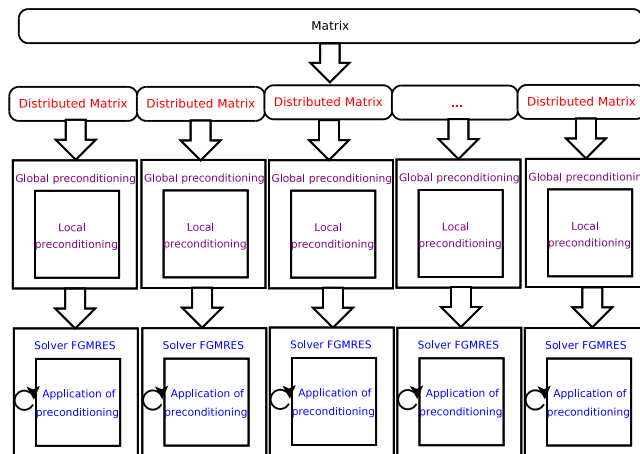 Matrix
Distributed Matrix Distributed Matrix Distributed Matrix ... Distributed Matrix
Global preconditioning Global preconditioning Global preconditioning Global preconditioning Global preconditioning
Local Local Local Local Local
preconditioning preconditioning preconditioning preconditioning preconditioning
Solver FGMRES Solver FGMRES Solver FGMRES Solver FGMRES Solver FGMRES
Application of Application of Application of Application of Application of
preconditioning preconditioning preconditioning preconditioning preconditioning